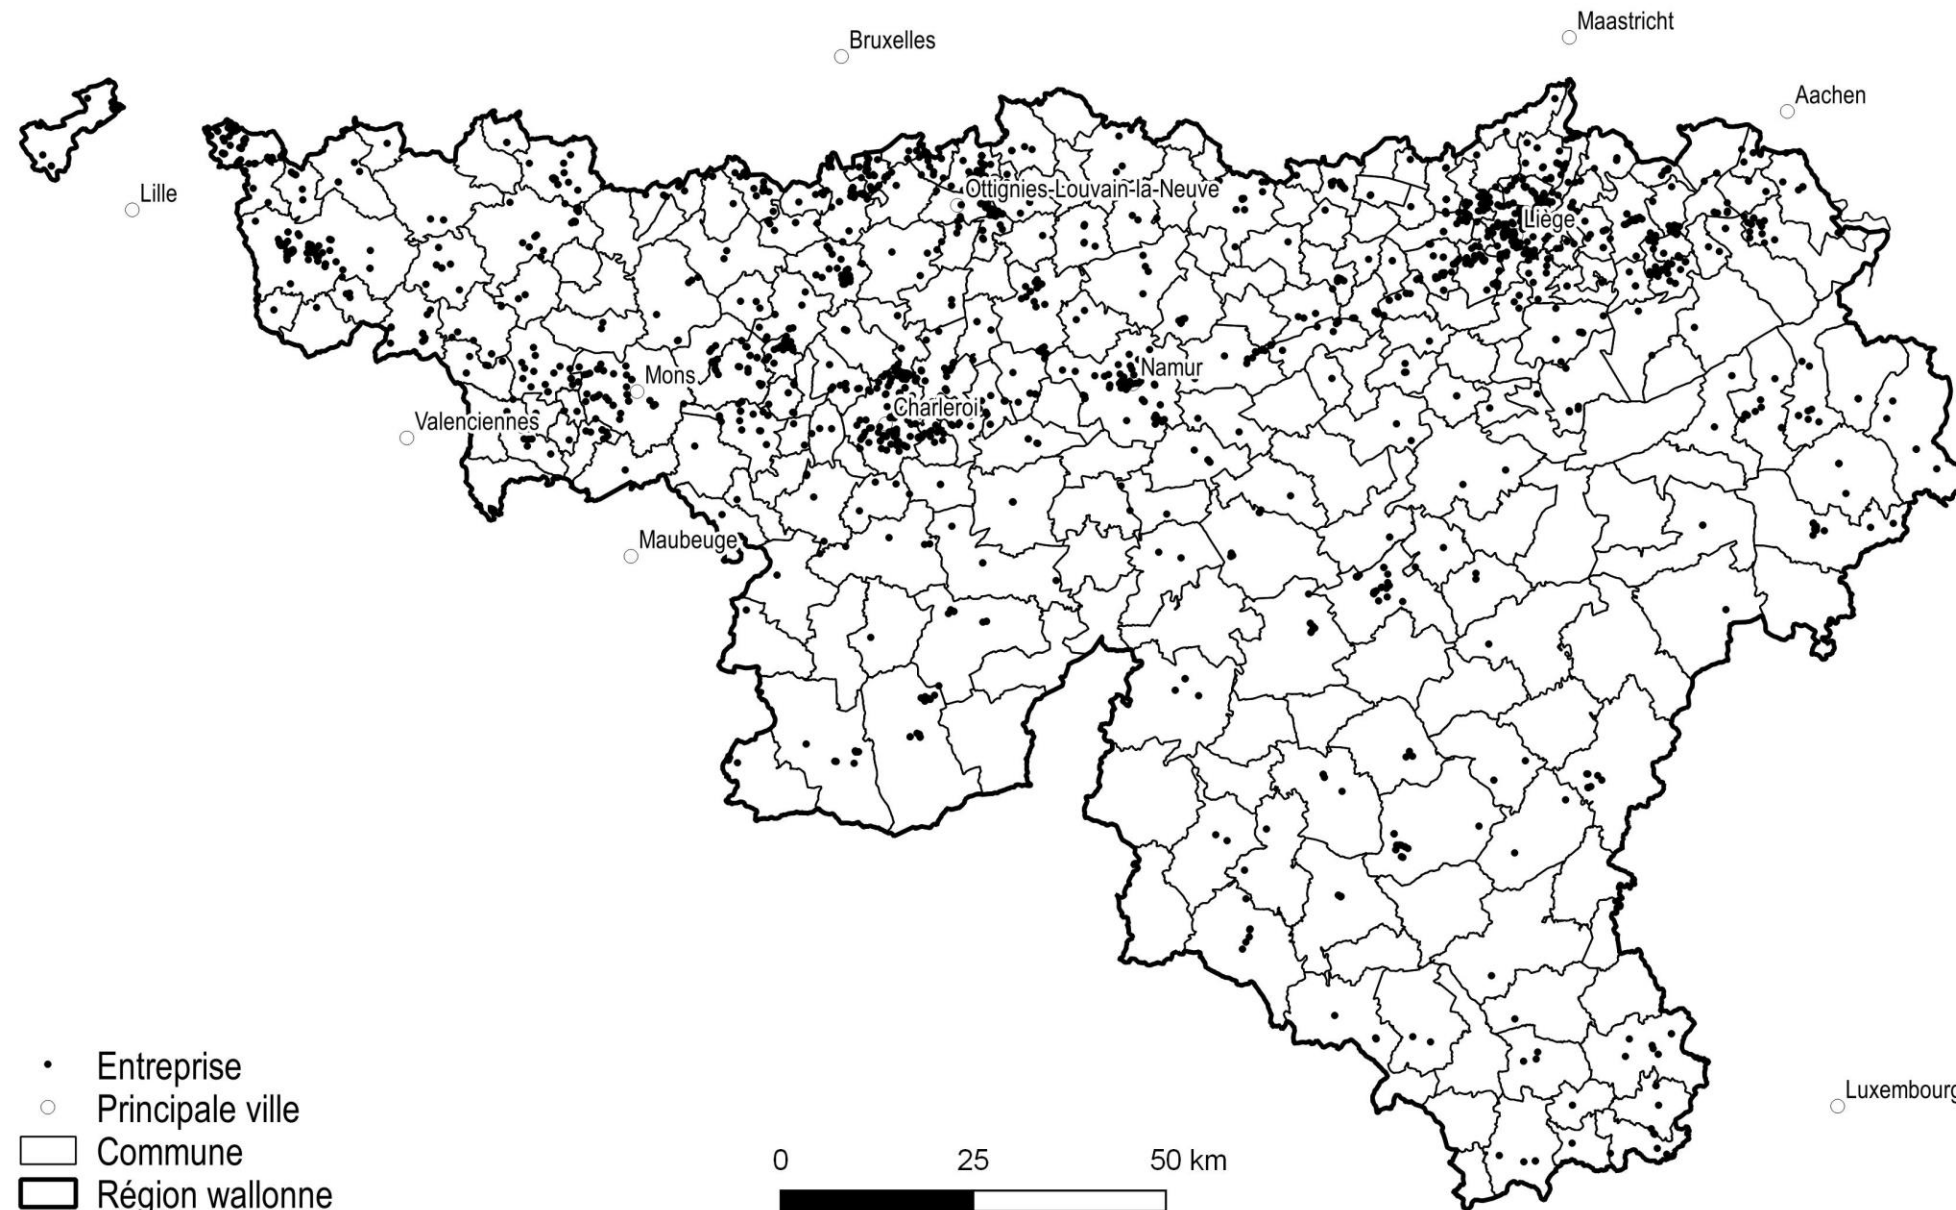 Maastricht
Bruxelles
Aachen
Lille
Ottignies-Louvain-la-Neuve
Liège
Namur
Mons
Charleroi
Valenciennes
Maubeuge
Entreprise
Principale ville
Luxembourg
Commune
0 25 50 km
Région wallonne